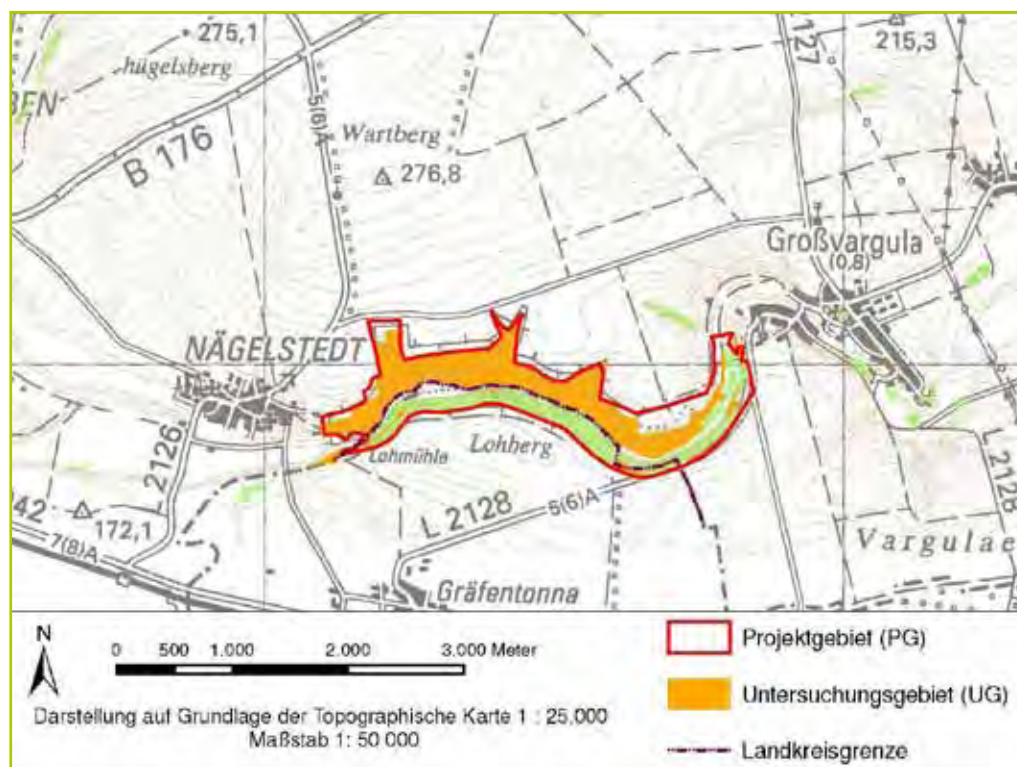 275,1
hügelsberg
BEN
B 176
5(6)A
Wartberg
276,8
L 2127
215,3
Großvargula
(0,8)
NÄGELSTEDT
L 2126
Lohmühle
Lohberg
L 2128
5(6)A
42
172,1
7(8)A
Gräfentonna
Vargulae
L 2128
N
0 500 1.000 2.000 3.000 Meter
Darstellung auf Grundlage der Topographische Karte 1 : 25.000
Maßstab 1: 50 000
Projektgebiet (PG)
Untersuchungsgebiet (UG)
Landkreisgrenze